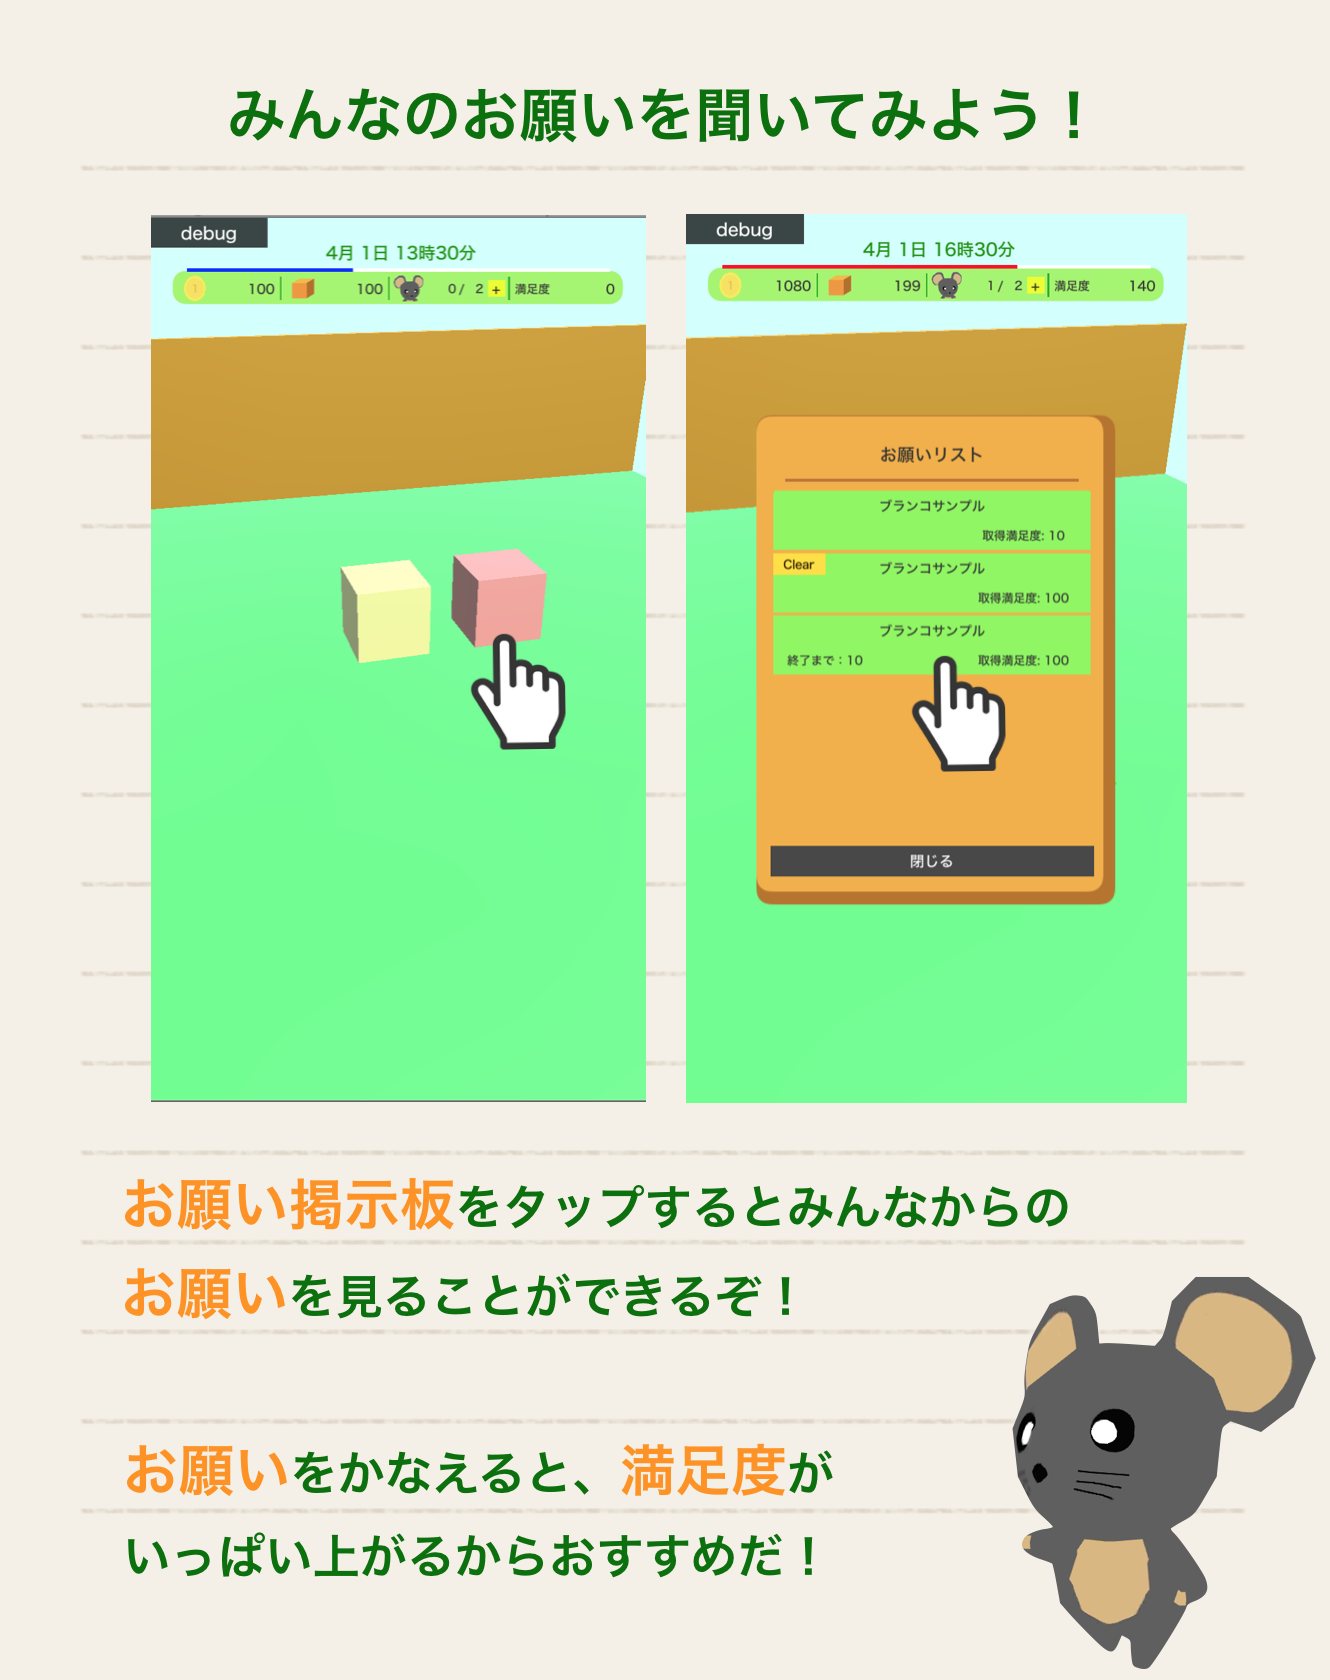 みんなのお願いを聞いてみよう！
debug
4月 1日 13時30分
1 100 100 0 / 2 + 満足度 0
debug
4月 1日 16時30分
1 1080 199 1 / 2 + 満足度 140
お願いリスト
ブランコサンプル
取得満足度: 10
Clear ブランコサンプル
取得満足度: 100
ブランコサンプル
終了まで：10 取得満足度: 100
閉じる
お願い掲示板をタップするとみんなからの
お願いを見ることができるぞ！
お願いをかなえると、満足度が
いっぱい上がるからおすすめだ！